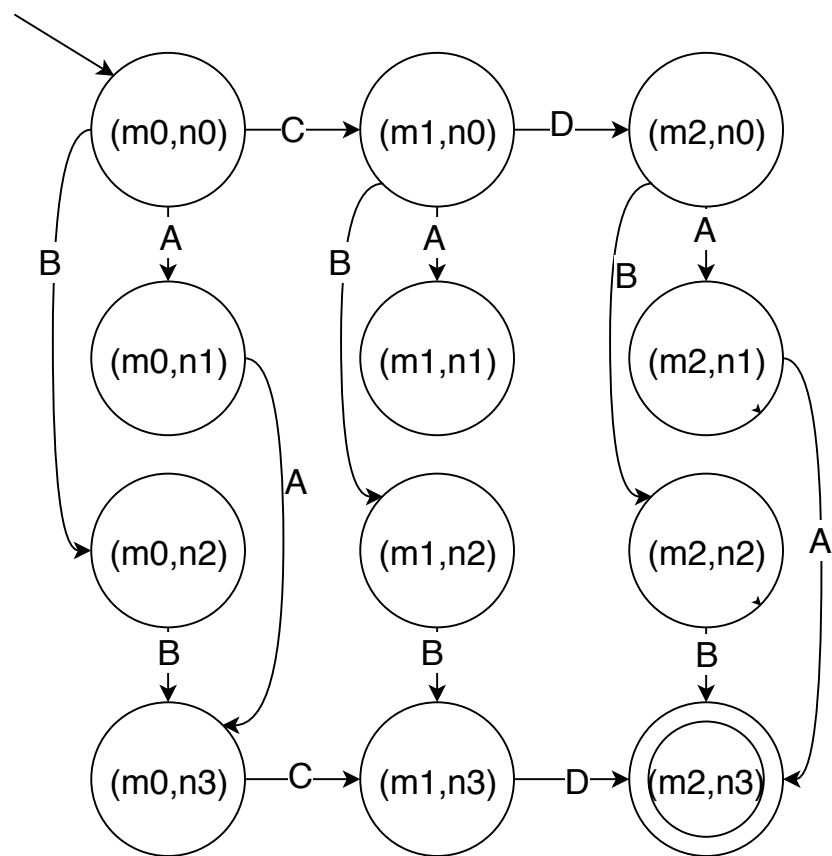 (m0,n0) C (m1,n0) D (m2,n0)
B A B A B A
(m0,n1) (m1,n1) (m2,n1)
A A
(m0,n2) (m1,n2) (m2,n2)
B B B
(m0,n3) C (m1,n3) D (m2,n3)